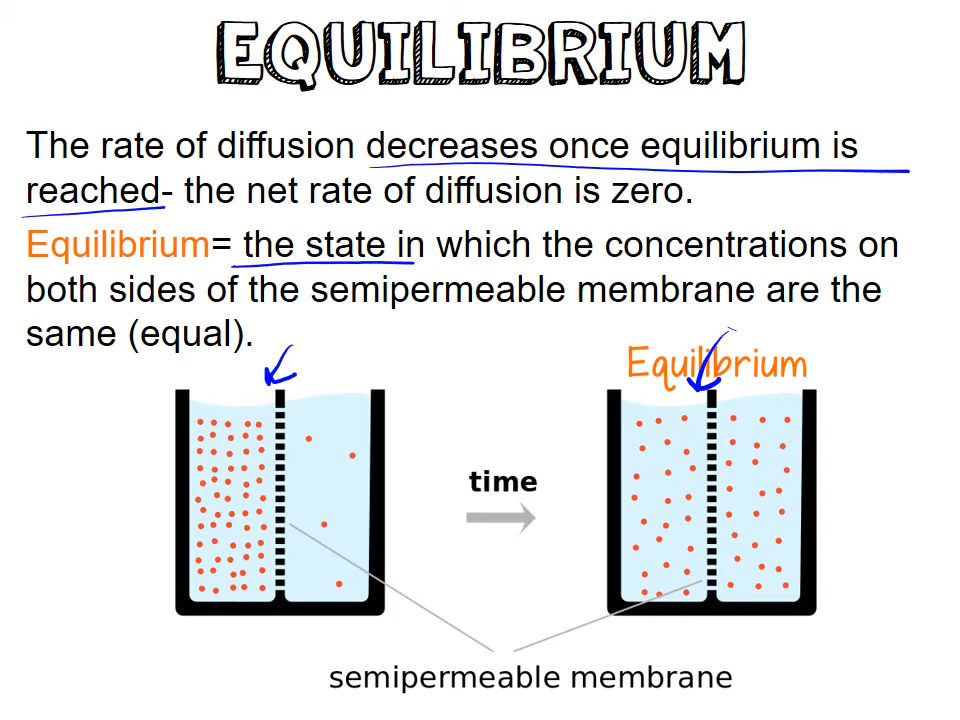 EQUILIBRIUM
The rate of diffusion decreases once equilibrium is
reached- the net rate of diffusion is zero.
Equilibrium= the state in which the concentrations on
both sides of the semipermeable membrane are the
same (equal).
Equilibrium
time
semipermeable membrane